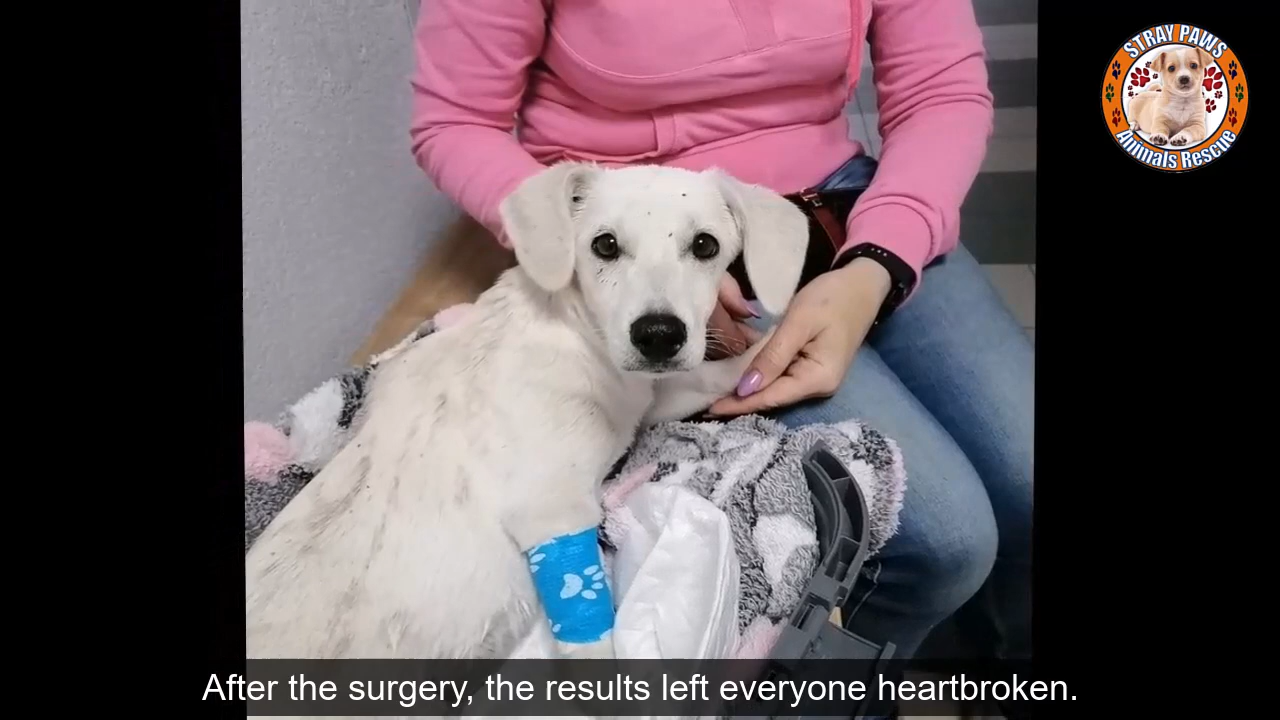 STRAY PAWS
Animals Rescue
After the surgery, the results left everyone heartbroken.